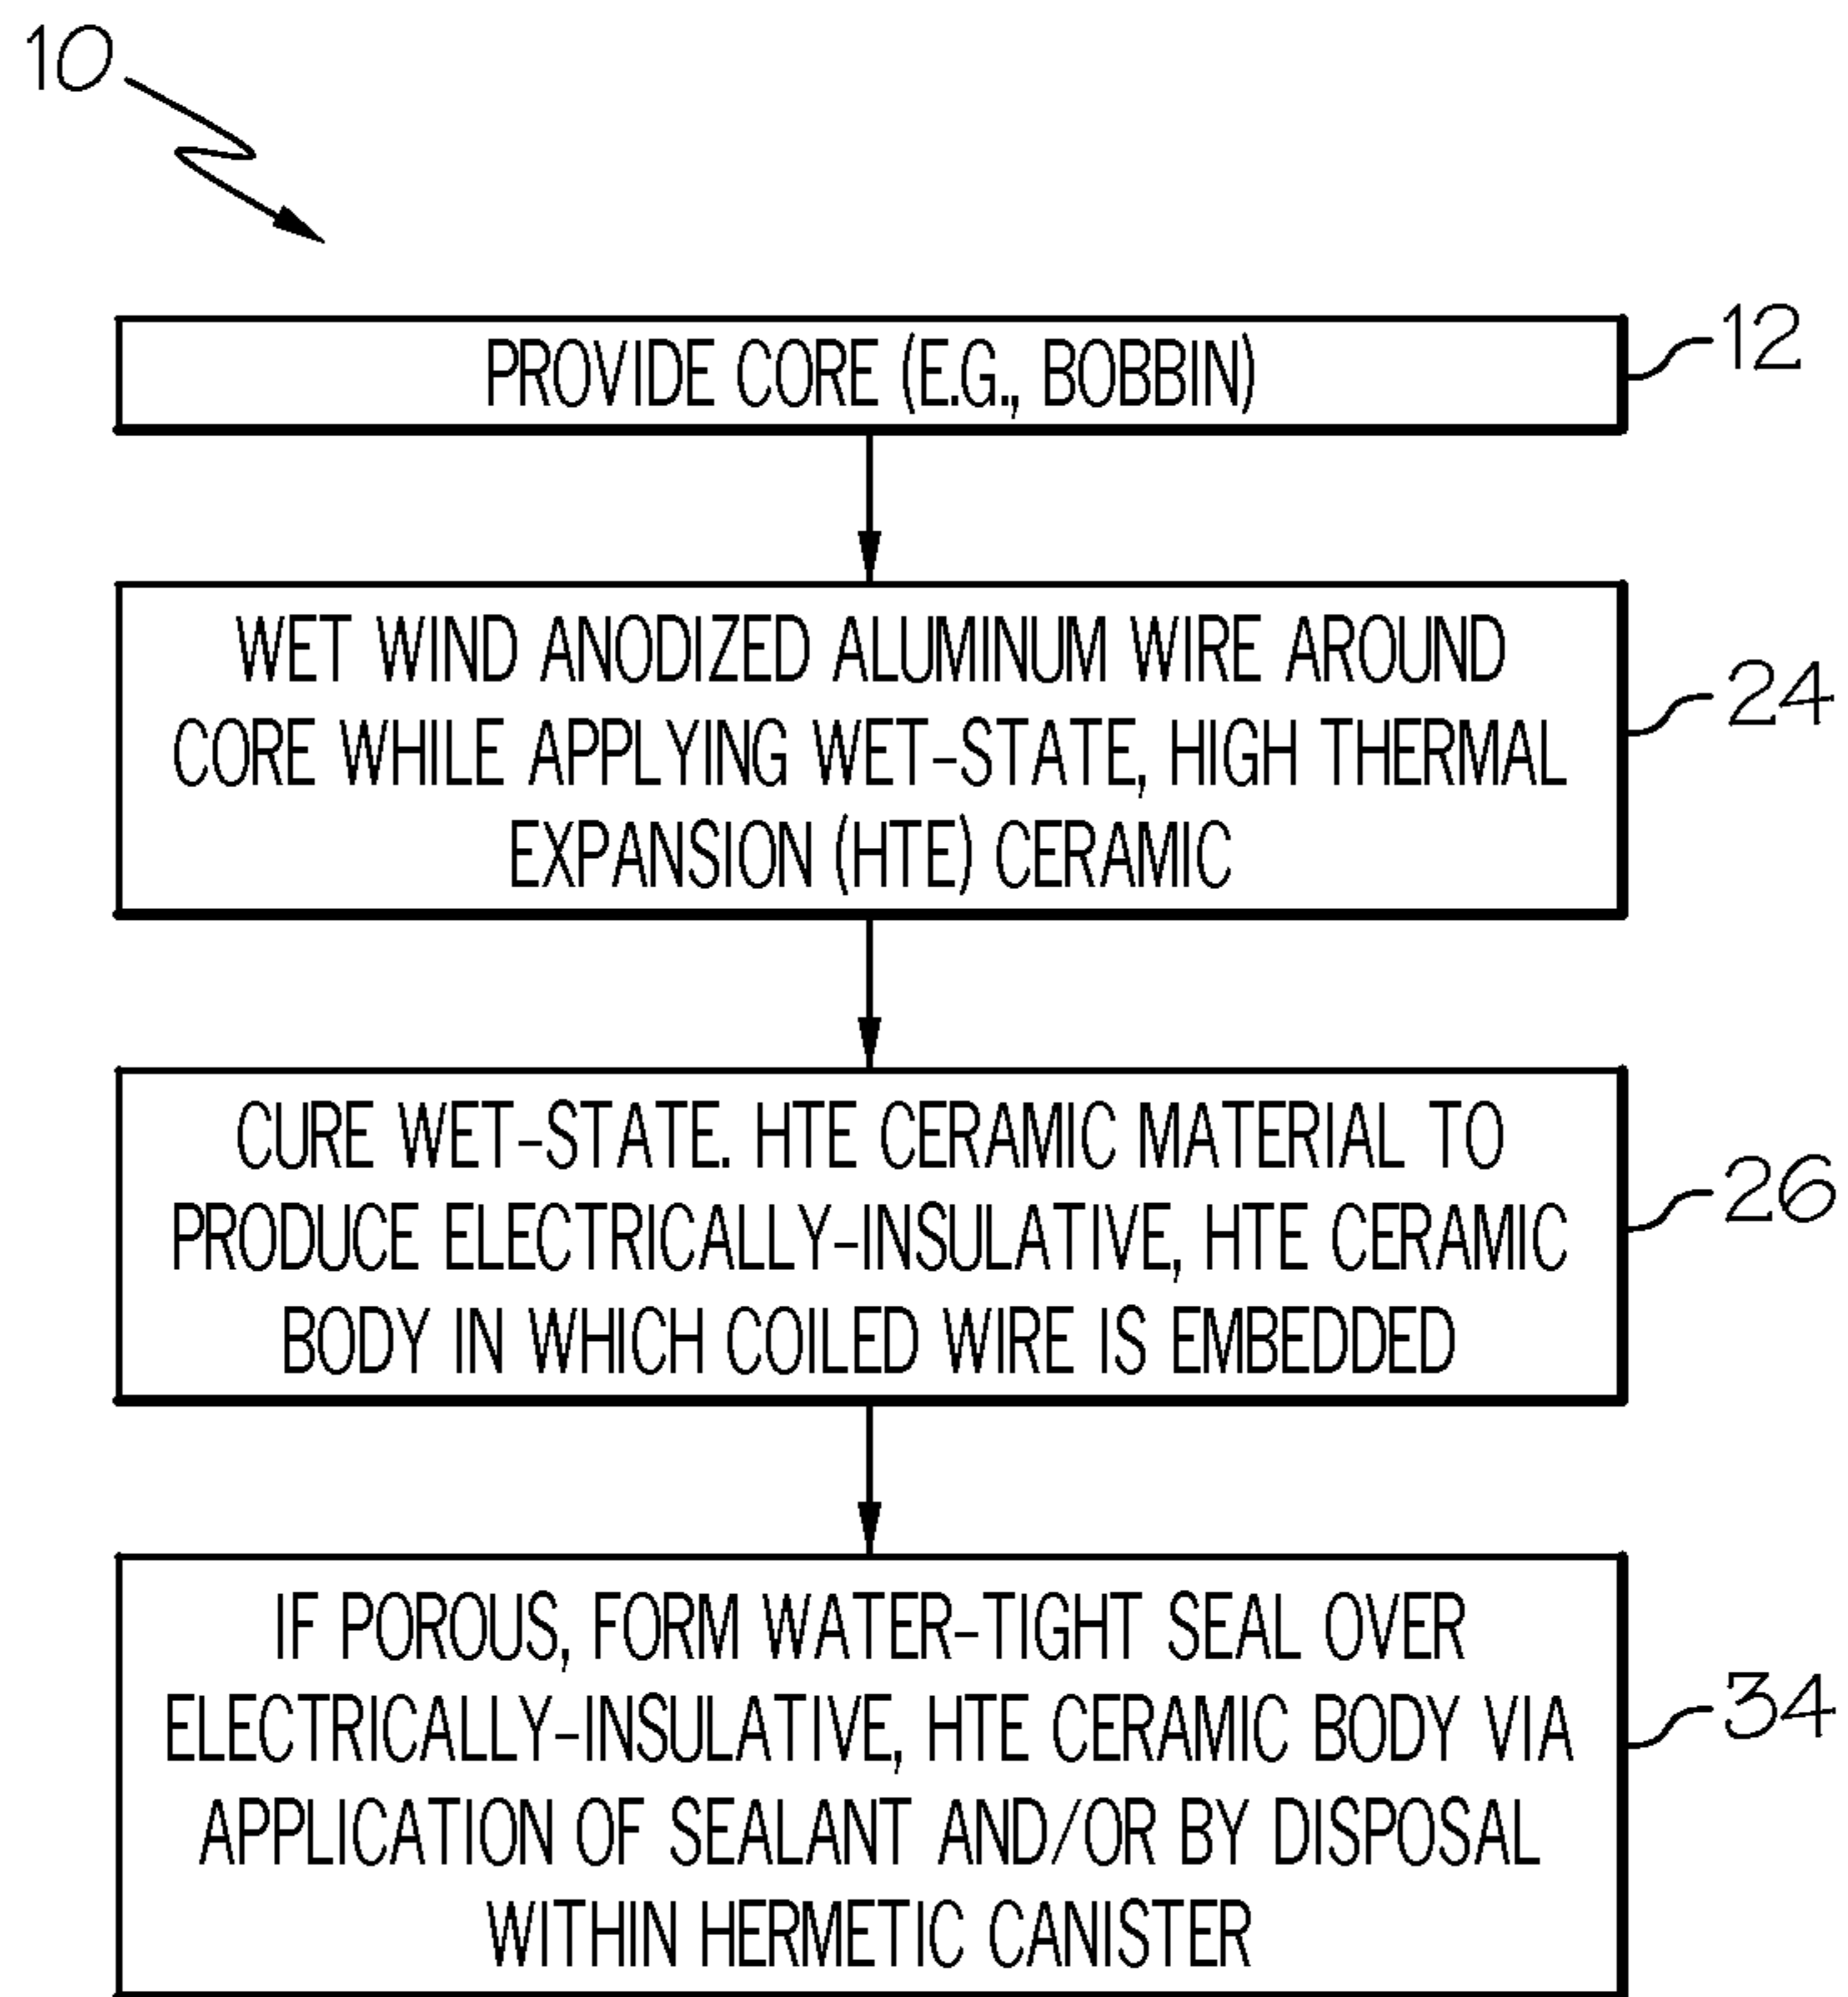 10
PROVIDE CORE (E.G., BOBBIN)
12
WET WIND ANODIZED ALUMINUM WIRE AROUND
CORE WHILE APPLYING WET-STATE, HIGH THERMAL
EXPANSION (HTE) CERAMIC
24
CURE WET-STATE. HTE CERAMIC MATERIAL TO
PRODUCE ELECTRICALLY-INSULATIVE, HTE CERAMIC
BODY IN WHICH COILED WIRE IS EMBEDDED
26
IF POROUS, FORM WATER-TIGHT SEAL OVER
ELECTRICALLY-INSULATIVE, HTE CERAMIC BODY VIA
APPLICATION OF SEALANT AND/OR BY DISPOSAL
WITHIN HERMETIC CANISTER
34